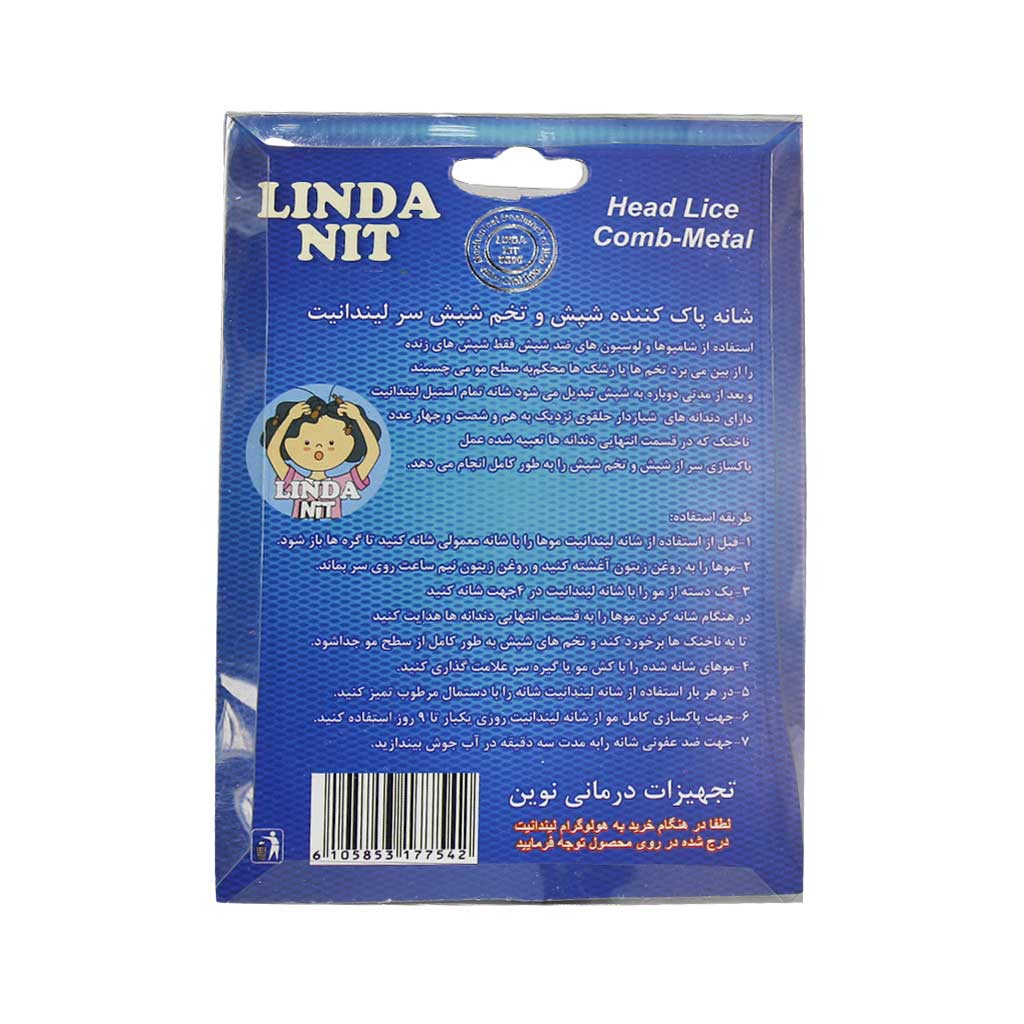 LINDA
NIT
LINDA
NIT
Head Lice
Comb-Metal
شانه پاک کننده شپش و تخم شپش سر لیندانیت
استفاده از شامپوها و لوسیون های ضد شپش فقط شپش های زنده
را از بین می برد تخم ها یا رشک ها محکم به سطح مو می چسبند
و بعد از مدتی دوباره به شپش تبدیل می شود شانه تمام استیل لیندانیت
دارای دندانه های شیاردار حلقوی نزدیک به هم و شصت و چهار عدد
ناخنک که در قسمت انتهایی دندانه ها تعبیه شده عمل
پاکسازی سر از شپش و تخم شپش را به طور کامل انجام می دهد.
LINDA
NiT
طریقه استفاده:
۱-قبل از استفاده از شانه لیندانیت موها را با شانه معمولی شانه کنید تا گره ها باز شود.
۲-موها را به روغن زیتون آغشته کنید و روغن زیتون نیم ساعت روی سر بماند.
۳-یک دسته از مو را با شانه لیندانیت در ۴جهت شانه کنید
در هنگام شانه کردن موها را به قسمت انتهایی دندانه ها هدایت کنید
تا به ناخنک ها برخورد کند و تخم های شپش به طور کامل از سطح مو جداشود.
۴-موهای شانه شده را با کش مو یا گیره سر علامت گذاری کنید.
۵-در هر بار استفاده از شانه لیندانیت شانه را با دستمال مرطوب تمیز کنید.
۶-جهت پاکسازی کامل مو از شانه لیندانیت روزی یکبار تا ۹ روز استفاده کنید.
۷-جهت ضد عفونی شانه رابه مدت سه دقیقه در آب جوش بیندازید.
تجهیزات درمانی نوین
لطفا در هنگام خرید به هولوگرام لیندانیت
درج شده در روی محصول توجه فرمایید
6 105853 177542